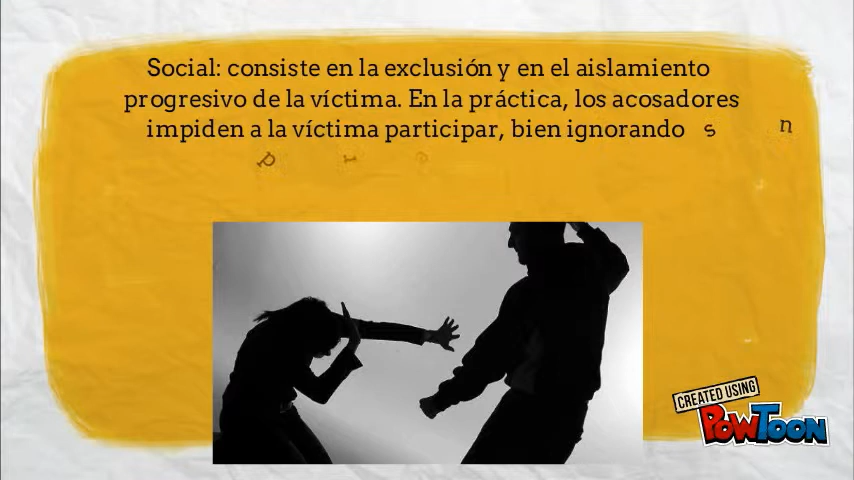 Social: consiste en la exclusión y en el aislamiento
progresivo de la víctima. En la práctica, los acosadores
impiden a la víctima participar, bien ignorando s n
CREATED USING
POWTOON